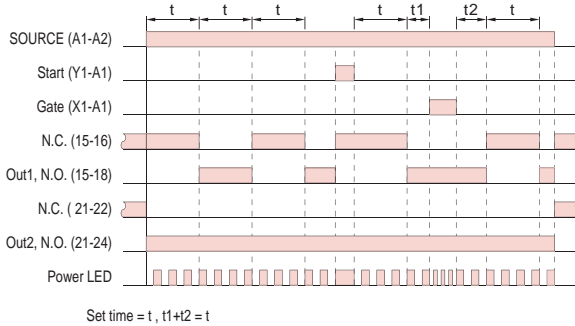 t t t t t1 t2 t
SOURCE (A1-A2)
Start (Y1-A1)
Gate (X1-A1)
N.C. (15-16)
Out1, N.O. (15-18)
N.C. ( 21-22)
Out2, N.O. (21-24)
Power LED
Set time = t , t1+t2 = t